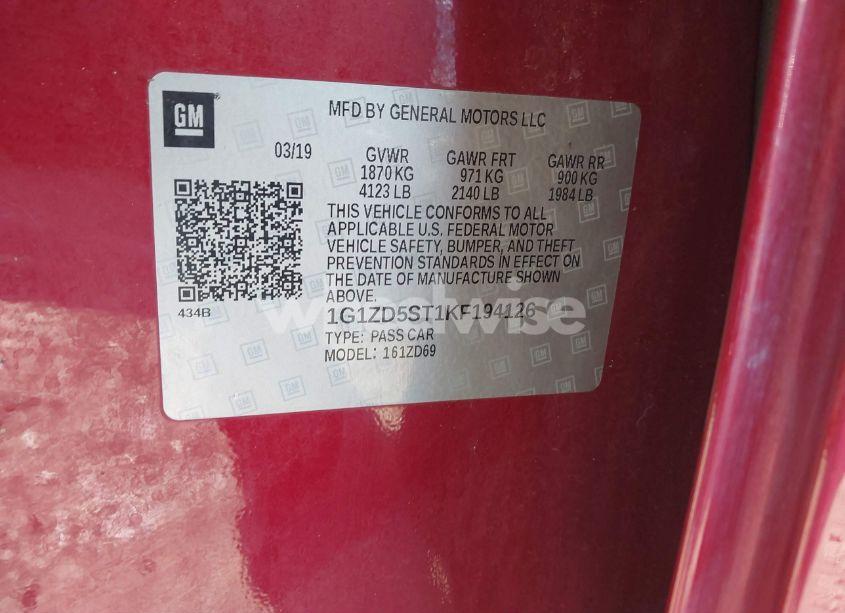 GM
MFD BY GENERAL MOTORS LLC
03/19 GVWR GAWR FRT GAWR RR
1870 KG 971 KG 900 KG
4123 LB 2140 LB 1984 LB
THIS VEHICLE CONFORMS TO ALL
APPLICABLE U.S. FEDERAL MOTOR
VEHICLE SAFETY, BUMPER, AND THEFT
PREVENTION STANDARDS IN EFFECT ON
THE DATE OF MANUFACTURE SHOWN
ABOVE.
434B
1G1ZD5ST1KF194126
TYPE: PASS CAR
MODEL: 161ZD69